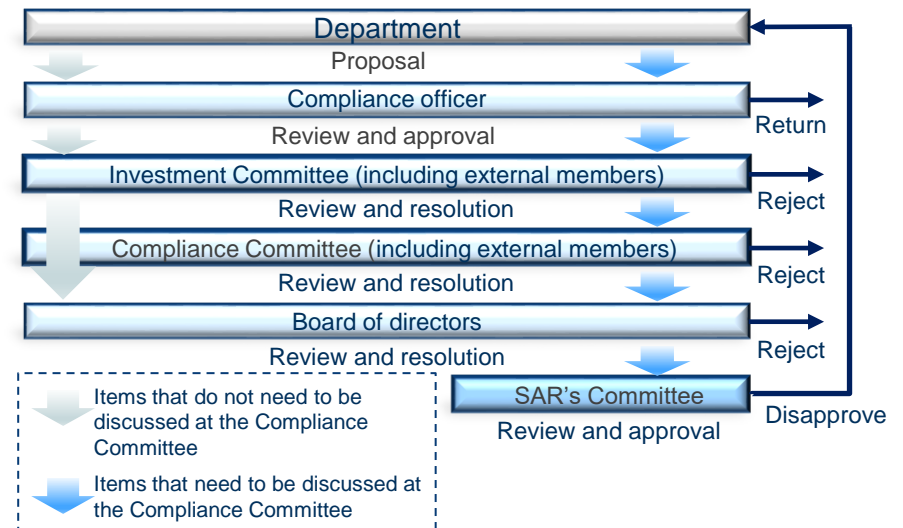 Department
Proposal
Compliance officer
Return
Review and approval
Investment Committee (including external members)
Reject
Review and resolution
Compliance Committee (including external members)
Reject
Review and resolution
Board of directors
Reject
Review and resolution
SAR's Committee
Disapprove
Review and approval
Items that do not need to be
discussed at the Compliance
Committee
Items that need to be discussed at
the Compliance Committee